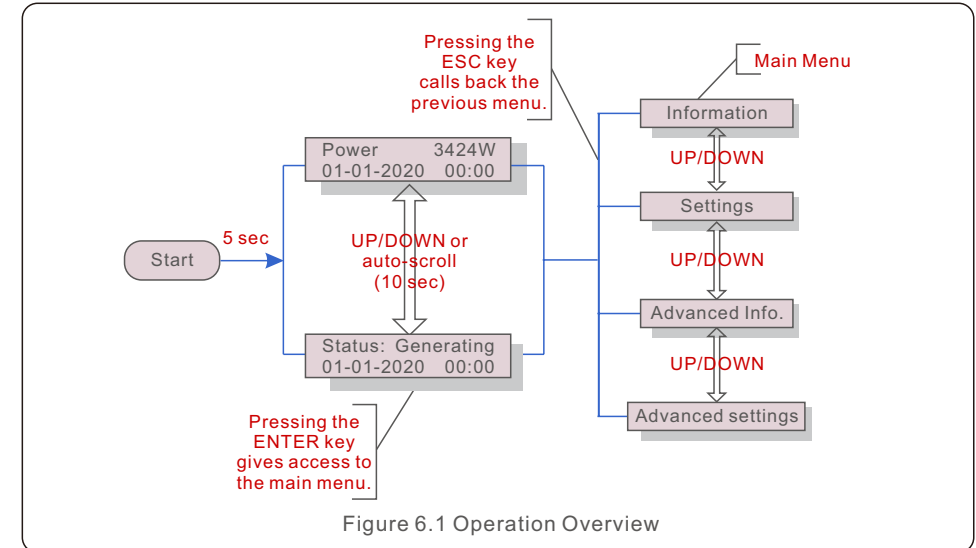 Pressing the
ESC key
calls back the
previous menu.
Main Menu
Information
UP/DOWN
Settings
UP/DOWN
Advanced Info.
UP/DOWN
Advanced settings
Power 3424W
01-01-2020 00:00
Start
5 sec
UP/DOWN or
auto-scroll
(10 sec)
Status: Generating
01-01-2020 00:00
Pressing the
ENTER key
gives access to
the main menu.
Figure 6.1 Operation Overview